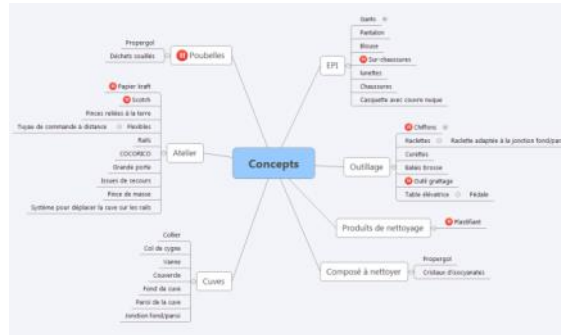 Concepts
Poubelles
Propergol
Déchets souillés
Atelier
Papier kraft
Scotch
Pinces reliées à la terre
Tuyau de commande à distance
Flexibles
Rails
COCORICO
Grande porte
Issues de secours
Pièce de masse
Système pour déplacer la cuve sur les rails
Cuves
Collier
Col de cygne
Vanne
Couvercle
Fond de cuve
Paroi de la cuve
Jonction fond/paroi
EPI
Gants
Pantalon
Blouse
Sur-chaussures
lunettes
Chaussures
Casquette avec couvre nuque
Outillage
Chiffons
Raclettes
Raclette adaptée à la jonction fond/par
Curettes
Balais brosse
Outil grattage
Table élévatrice
Pédale
Produits de nettoyage
Plastifiant
Composé à nettoyer
Propergol
Cristaux d'isocyanates